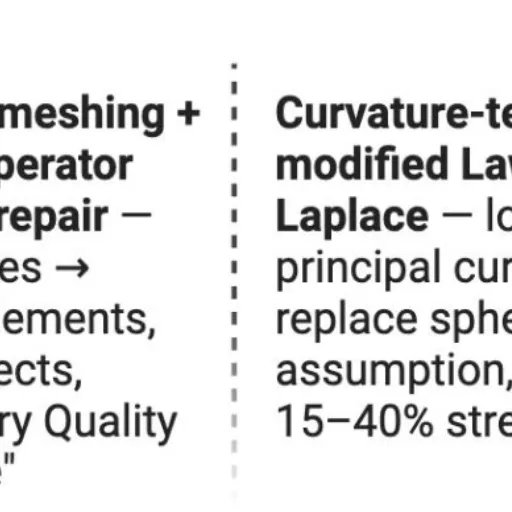 meshing +
perator
repair —
es →
ements,
ects,
ry Quality
"
Curvature-te
modified La
Laplace — lo
principal cur
replace sphe
assumption,
15–40% stre